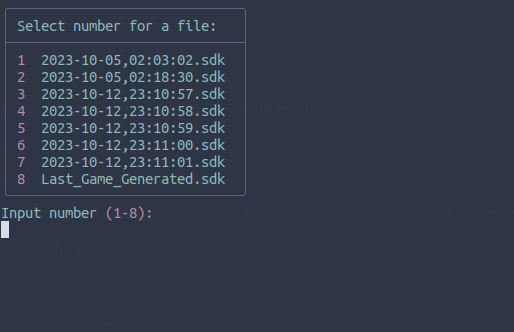 Select number for a file:
1 2023-10-05,02:03:02.sdk
2 2023-10-05,02:18:30.sdk
3 2023-10-12,23:10:57.sdk
4 2023-10-12,23:10:58.sdk
5 2023-10-12,23:10:59.sdk
6 2023-10-12,23:11:00.sdk
7 2023-10-12,23:11:01.sdk
8 Last_Game_Generated.sdk
Input number (1-8):